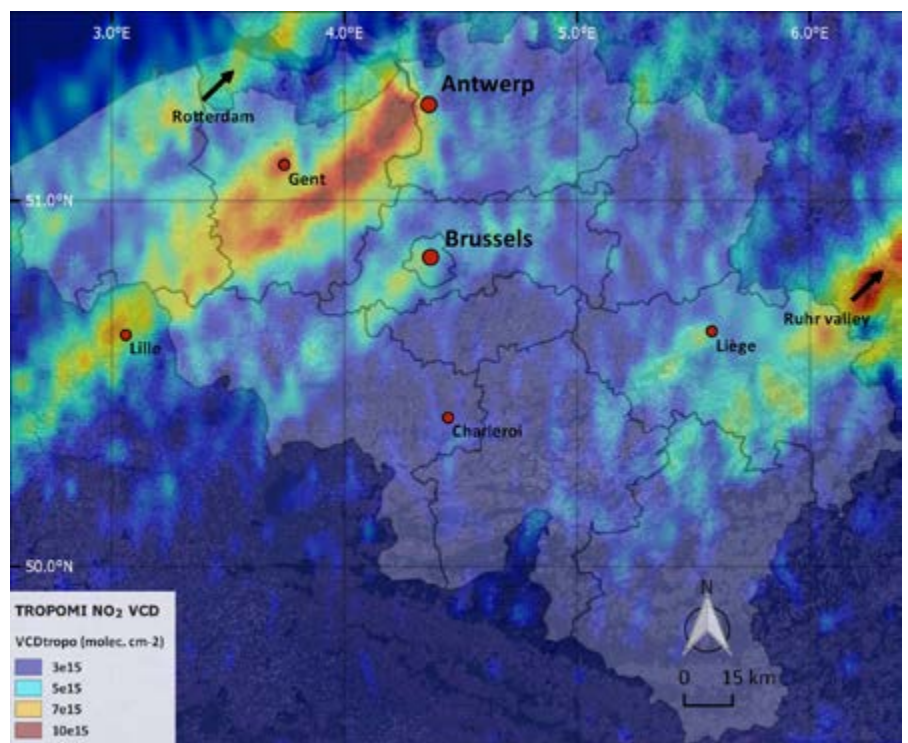 3.0°E 4.0°E 5.0°E 6.0°E
Antwerp
Rotterdam
Gent
51.0°N
Brussels
Ruhr valley
Lille
Liège
Charleroi
50.0°N
N
0 15 km
TROPOMI NO₂ VCD
VCDtropo (molec. cm-2)
3e15
5e15
7e15
10e15